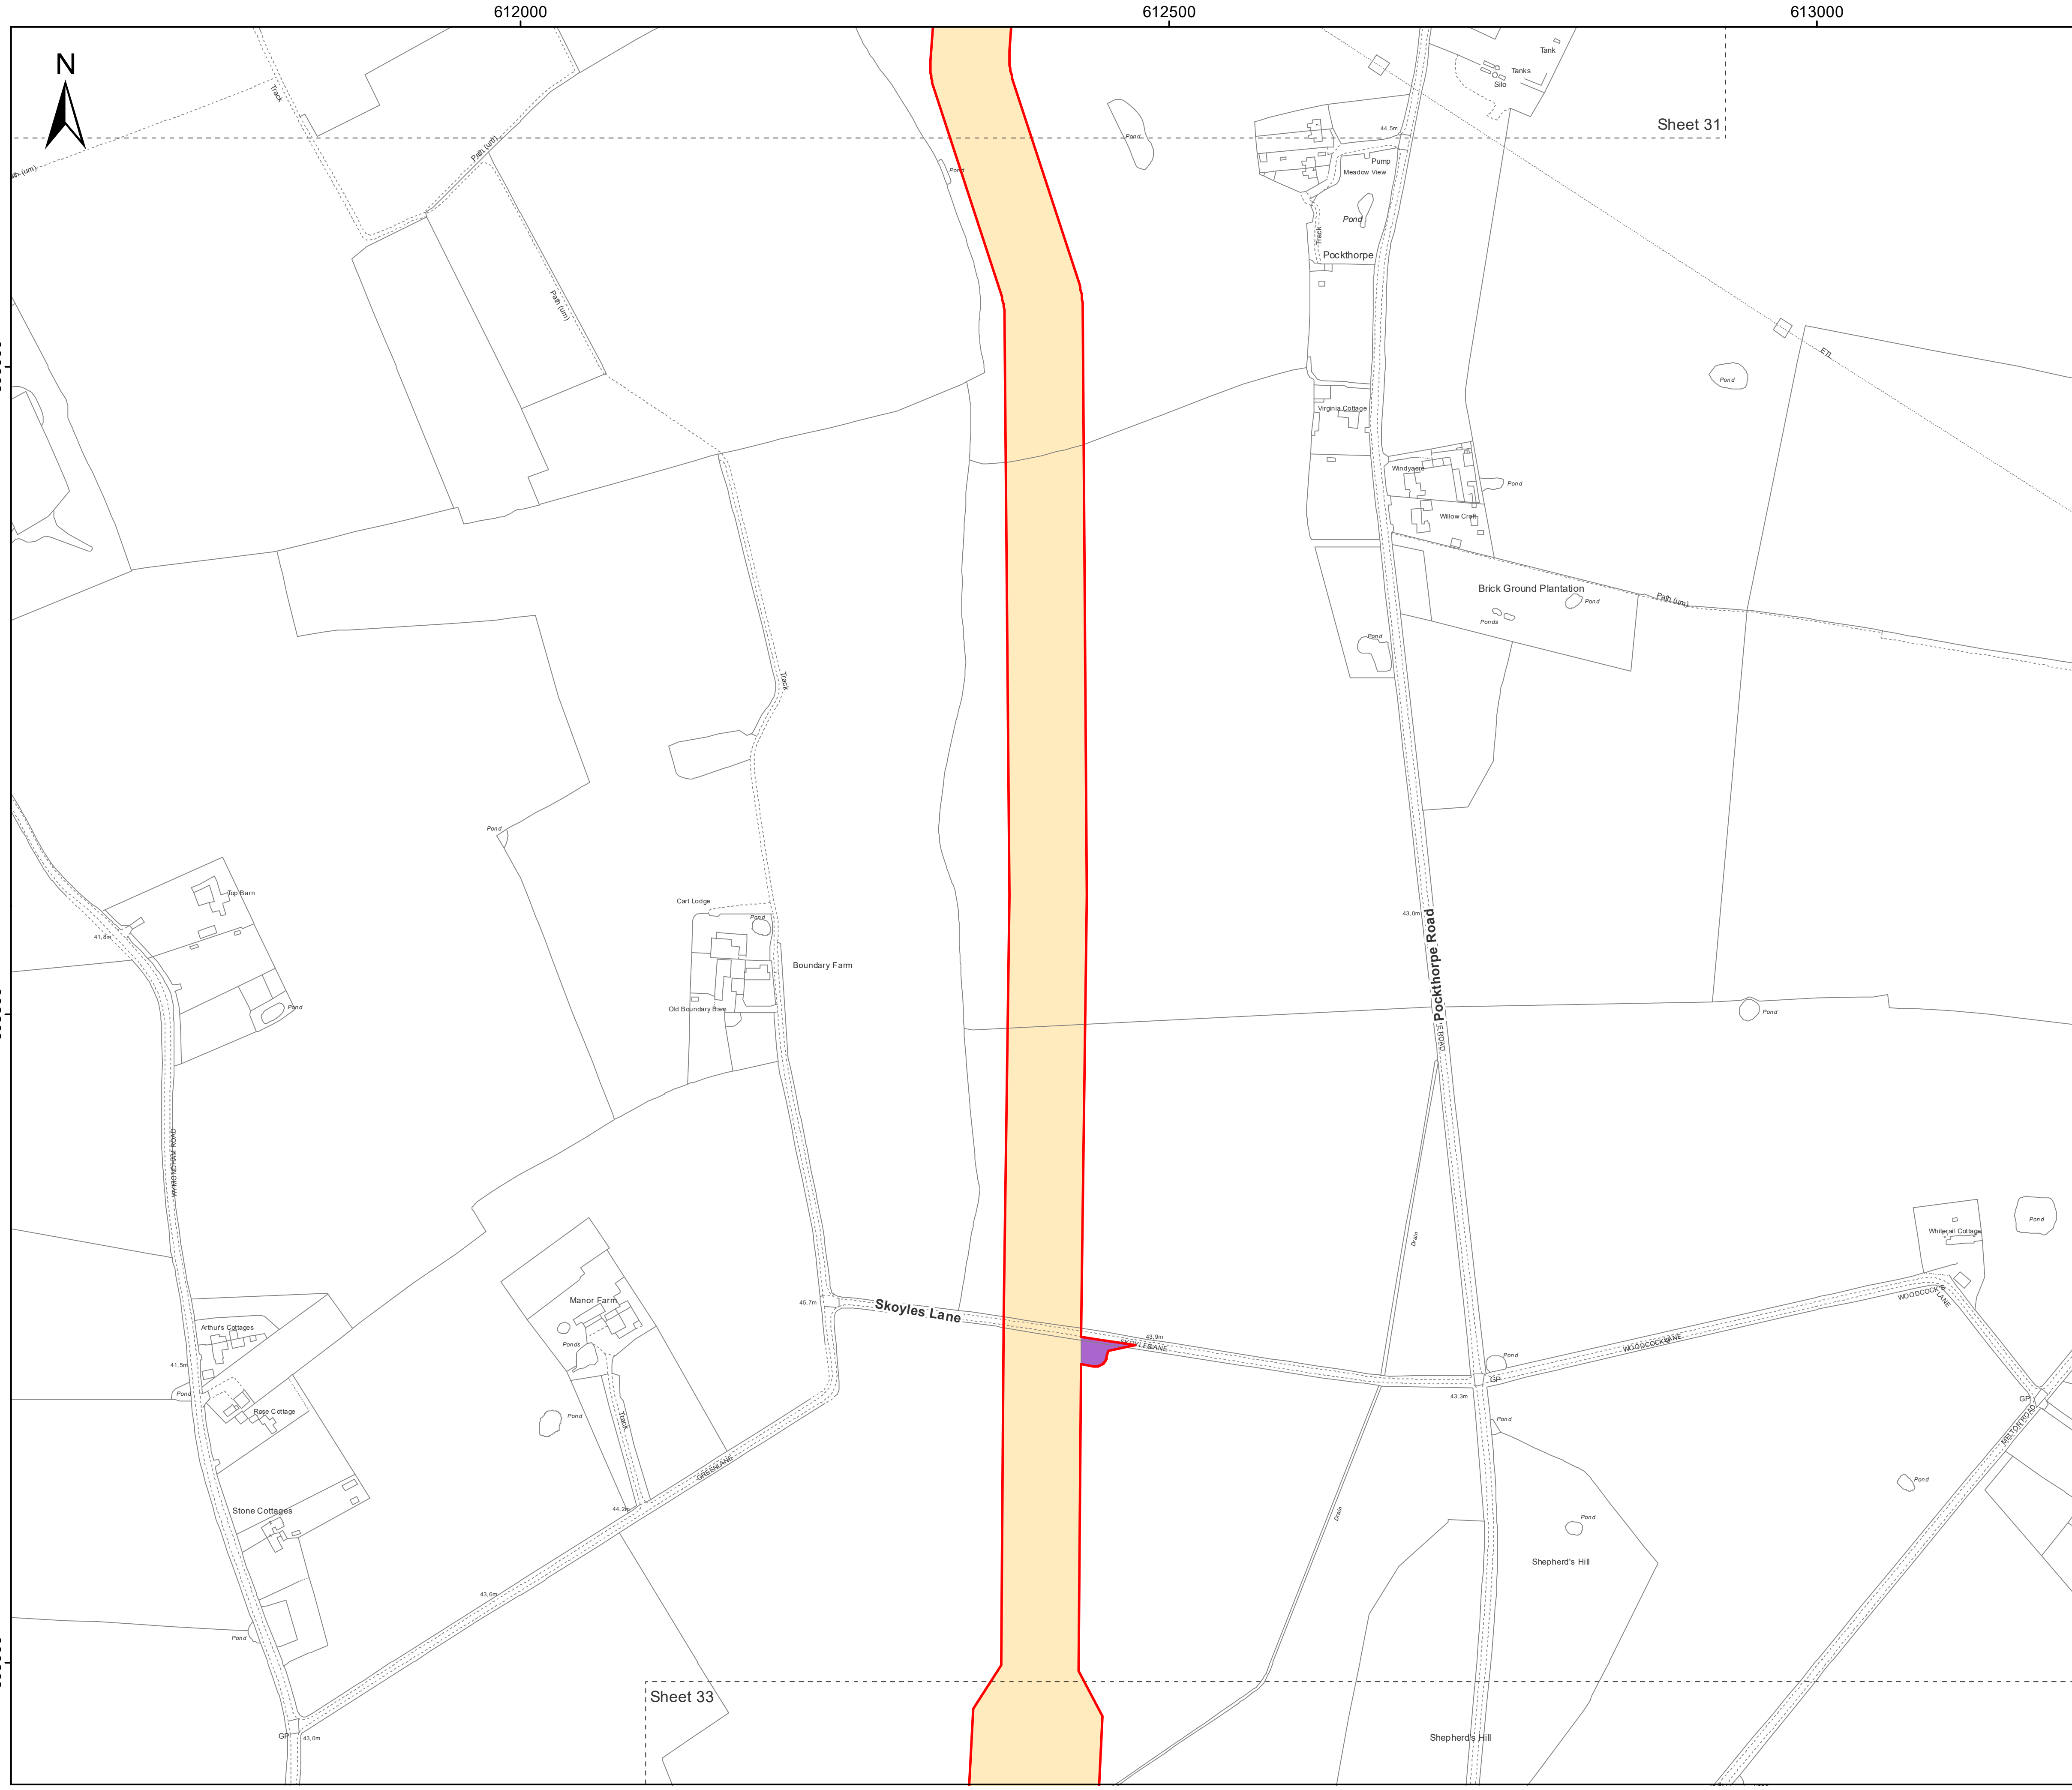 612000
612500
613000
N
Tank
Tanks
Silo
Track
Sheet 31
Pond
44,5m
Path (um)
Pump
Pond
Meadow View
Pond
Track
Pockthorpe
Path (um)
ETL
Pond
Virginia Cottage
Windyacre
Pond
Willow Croft
Brick Ground Plantation
Path (um)
Pond
Ponds
Pond
Track
Pond
Top Barn
Cart Lodge
43,0m
Pockthorpe Road
Pond
41,8m
Boundary Farm
Pond
Old Boundary Barn
Pond
WYMONDHAM ROAD
Pond
Whiterail Cottage
Drain
Manor Farm
45,7m
Skoyles Lane
WOODCOCK LANE
Arthur's Cottages
43,9m
SKOYLES LANE
WOODCOCK LANE
Ponds
Pond
41,5m
GP
Pond
43,3m
GP
Rose Cottage
Pond
Track
Pond
MELTON ROAD
GREEN LANE
Pond
Stone Cottages
44,2m
Drain
Pond
Shepherd's Hill
43,6m
Pond
Sheet 33
GP
43,0m
Shepherd's Hill